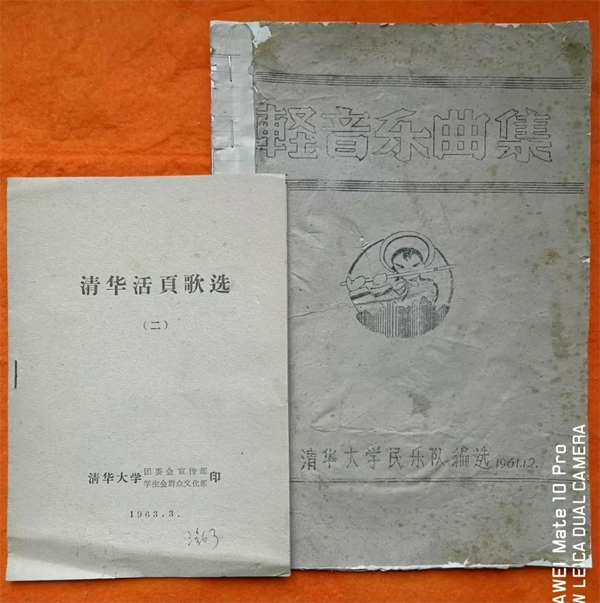 軽音乐曲集
清华大学民乐队编选 1961.12.
清华活頁歌选
(二)
清华大学 团委会宣传部 印
学生会群众文化部
1963.3.
AWEI Mate 10 Pro
W LEICA DUAL CAMERA